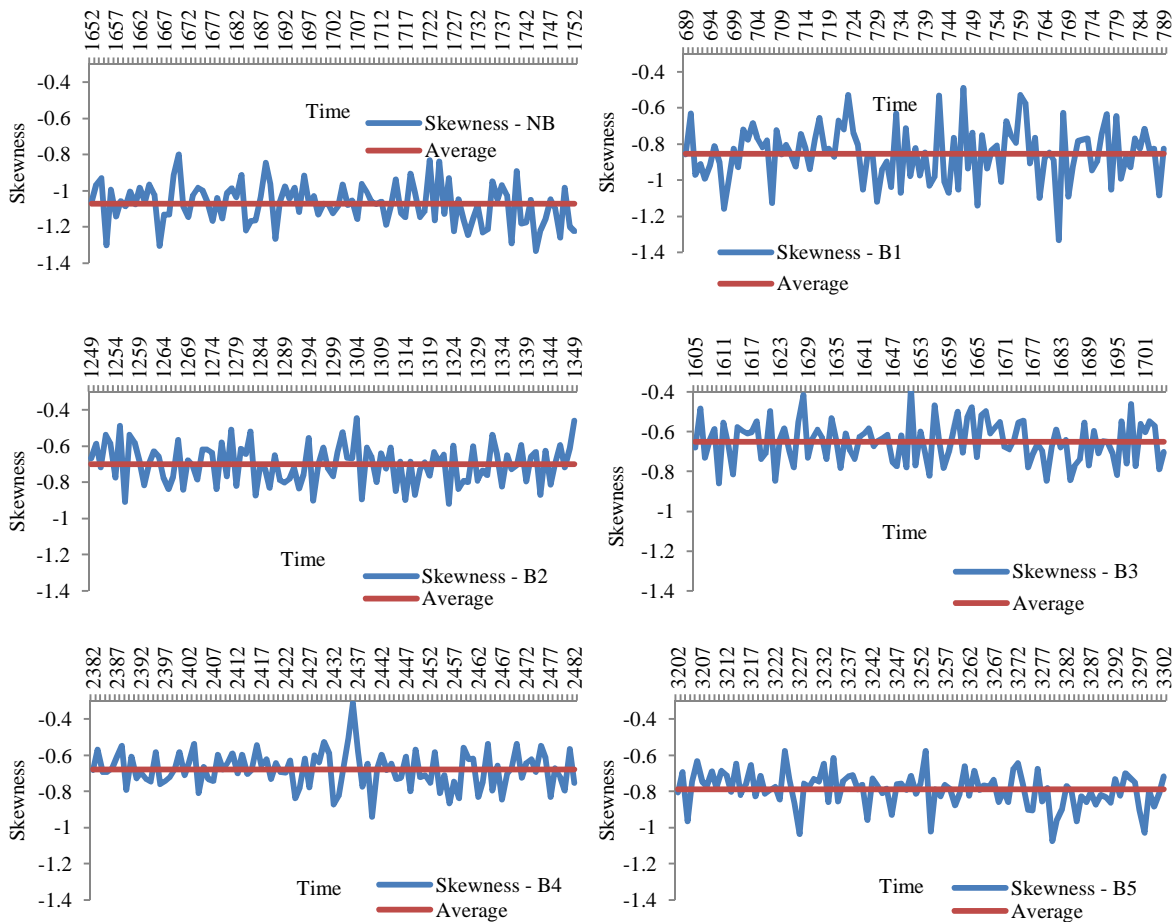 1652 1657 1662 1667 1672 1677 1682 1687 1692 1697 1702 1707 1712 1717 1722 1727 1732 1737 1742 1747 1752
-0.4
-0.6
-0.8
-1
-1.2
-1.4
Skewness
Time
Skewness - NB
Average
689 694 699 704 709 714 719 724 729 734 739 744 749 754 759 764 769 774 779 784 789
-0.4
-0.6
-0.8
-1
-1.2
-1.4
Skewness
Time
Skewness - B1
Average
1249 1254 1259 1264 1269 1274 1279 1284 1289 1294 1299 1304 1309 1314 1319 1324 1329 1334 1339 1344 1349
-0.4
-0.6
-0.8
-1
-1.2
-1.4
Skewness
Time
Skewness - B2
Average
1605 1611 1617 1623 1629 1635 1641 1647 1653 1659 1665 1671 1677 1683 1689 1695 1701
-0.4
-0.6
-0.8
-1
-1.2
-1.4
Skewness
Time
Skewness - B3
Average
2382 2387 2392 2397 2402 2407 2412 2417 2422 2427 2432 2437 2442 2447 2452 2457 2462 2467 2472 2477 2482
-0.4
-0.6
-0.8
-1
-1.2
-1.4
Skewness
Time
Skewness - B4
Average
3202 3207 3212 3217 3222 3227 3232 3237 3242 3247 3252 3257 3262 3267 3272 3277 3282 3287 3292 3297 3302
-0.4
-0.6
-0.8
-1
-1.2
-1.4
Skewness
Time
Skewness - B5
Average